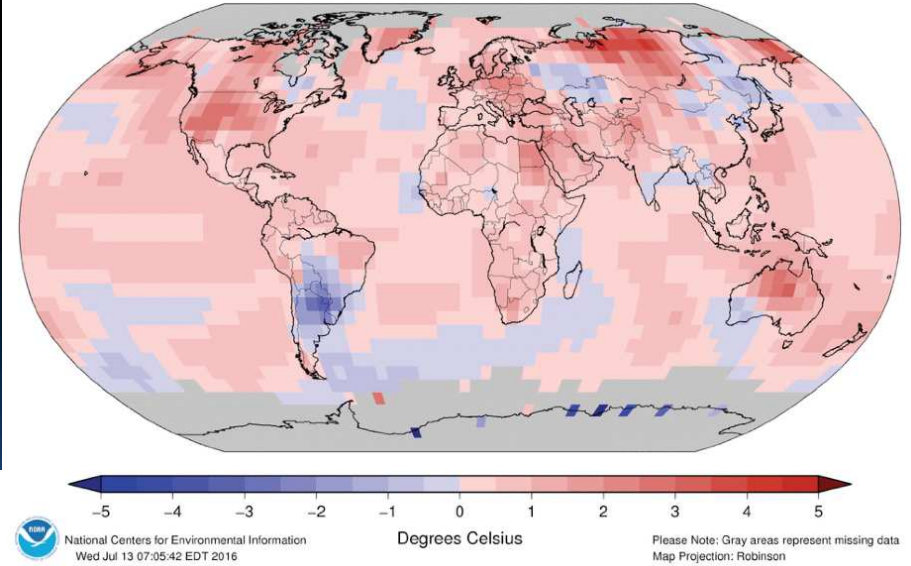 −5 −4 −3 −2 −1 0 1 2 3 4 5
Degrees Celsius
NOAA
National Centers for Environmental Information
Wed Jul 13 07:05:42 EDT 2016
Please Note: Gray areas represent missing data
Map Projection: Robinson